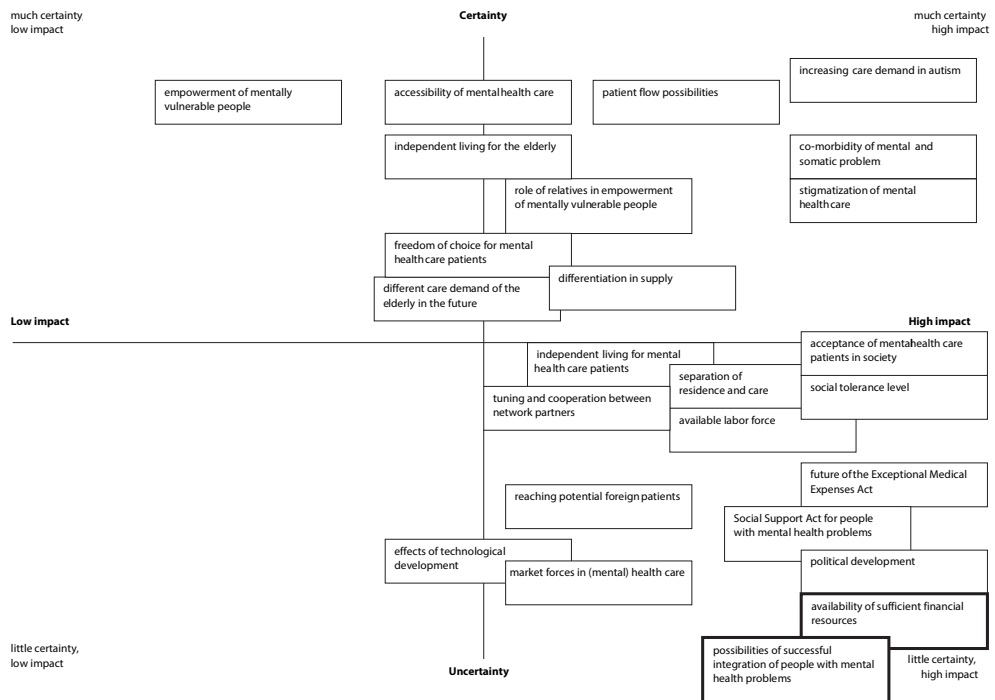 much certainty
low impact
Certainty
much certainty
high impact
empowerment of mentally
vulnerable people
accessibility of mental health care
patient flow possibilities
increasing care demand in autism
independent living for the elderly
co-morbidity of mental and
somatic problem
role of relatives in empowerment
of mentally vulnerable people
stigmatization of mental
health care
freedom of choice for mental
health care patients
differentiation in supply
different care demand of the
elderly in the future
Low impact
High impact
acceptance of mental health care
patients in society
independent living for mental
health care patients
separation of
residence and care
social tolerance level
tuning and cooperation between
network partners
available labor force
future of the Exceptional Medical
Expenses Act
reaching potential foreign patients
Social Support Act for people
with mental health problems
effects of technological
development
political development
market forces in (mental) health care
availability of sufficient financial
resources
possibilities of successful
integration of people with mental
health problems
little certainty,
low impact
Uncertainty
little certainty,
high impact